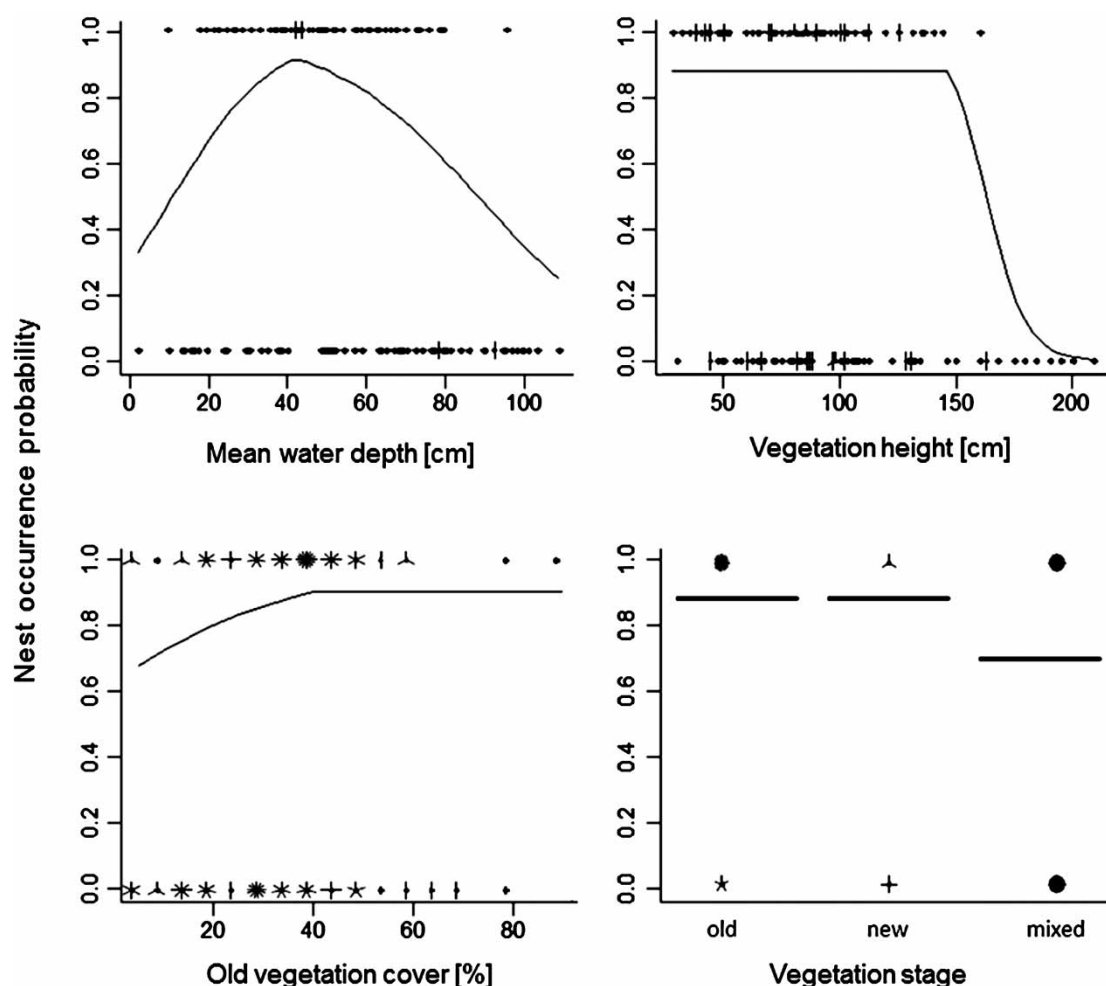 Nest occurrence probability
1.0
0.8
0.6
0.4
0.2
0.0
0 20 40 60 80 100
Mean water depth [cm]
1.0
0.8
0.6
0.4
0.2
0.0
50 100 150 200
Vegetation height [cm]
1.0
0.8
0.6
0.4
0.2
0.0
20 40 60 80
Old vegetation cover [%]
1.0
0.8
0.6
0.4
0.2
0.0
old new mixed
Vegetation stage